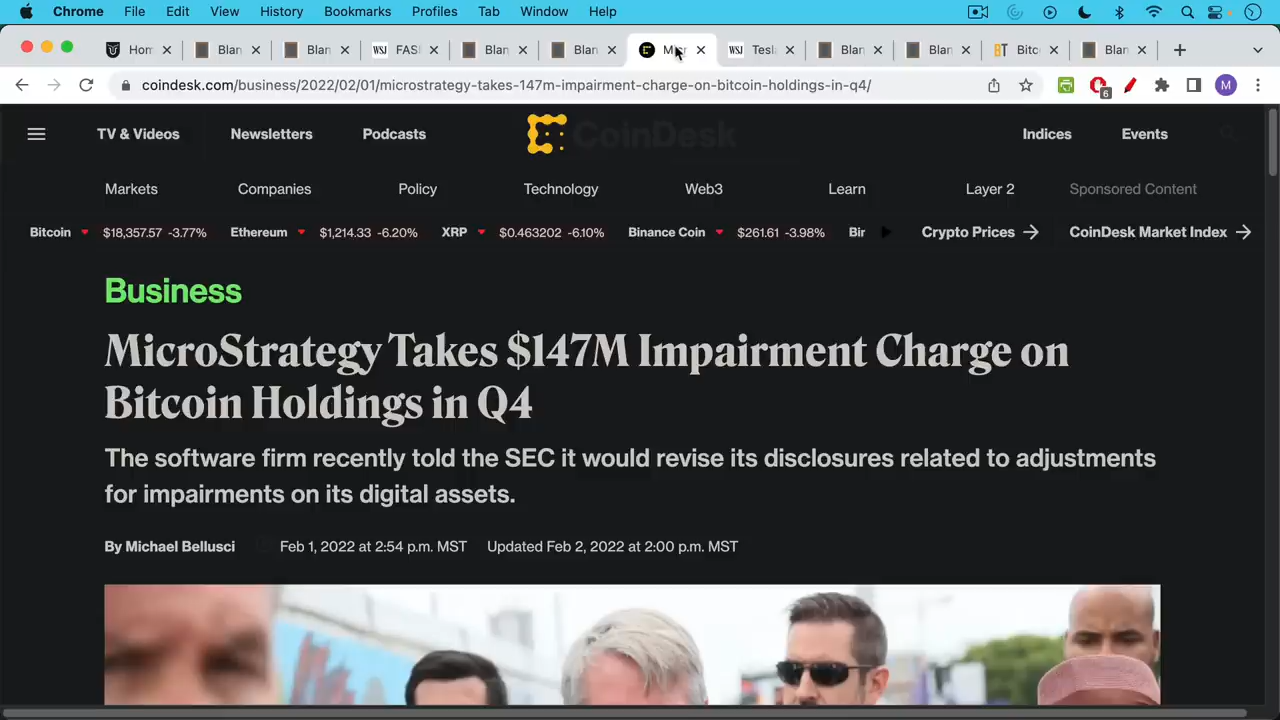 Chrome File Edit View History Bookmarks Profiles Tab Window Help
Hom Blan Blan WSJ FASI Blan Blan Mic WSJ Tesla Blan Blan Bitc Blan
coindesk.com/business/2022/02/01/microstrategy-takes-147m-impairment-charge-on-bitcoin-holdings-in-q4/ 6 M
TV & Videos Newsletters Podcasts CoinDesk Indices Events
Markets Companies Policy Technology Web3 Learn Layer 2 Sponsored Content
Bitcoin $18,357.57 -3.77% Ethereum $1,214.33 -6.20% XRP $0.463202 -6.10% Binance Coin $261.61 -3.98% Bir Crypto Prices CoinDesk Market Index
Business
MicroStrategy Takes $147M Impairment Charge on
Bitcoin Holdings in Q4
The software firm recently told the SEC it would revise its disclosures related to adjustments
for impairments on its digital assets.
By Michael Bellusci Feb 1, 2022 at 2:54 p.m. MST Updated Feb 2, 2022 at 2:00 p.m. MST